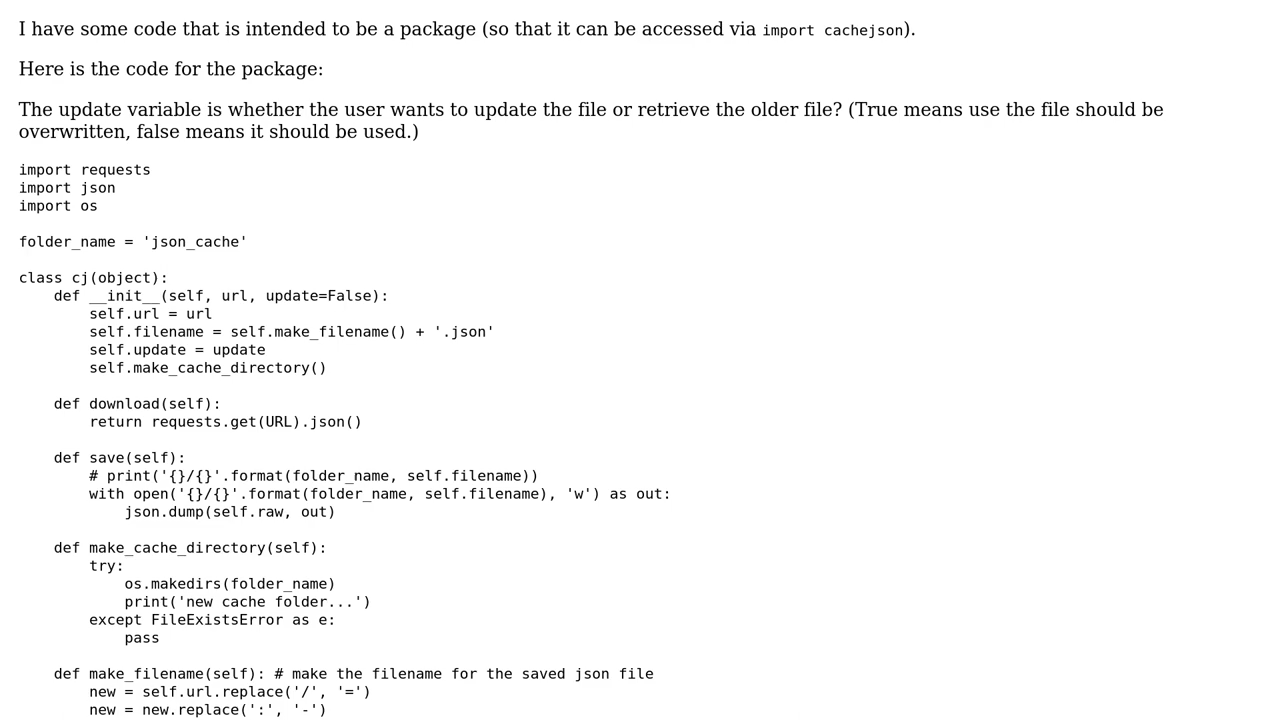 I have some code that is intended to be a package (so that it can be accessed via import cachejson).
Here is the code for the package:
The update variable is whether the user wants to update the file or retrieve the older file? (True means use the file should be
overwritten, false means it should be used.)
import requests
import json
import os

folder_name = 'json_cache'

class cj(object):
    def __init__(self, url, update=False):
        self.url = url
        self.filename = self.make_filename() + '.json'
        self.update = update
        self.make_cache_directory()

    def download(self):
        return requests.get(URL).json()

    def save(self):
        # print('{}/{}'.format(folder_name, self.filename))
        with open('{}/{}'.format(folder_name, self.filename), 'w') as out:
            json.dump(self.raw, out)

    def make_cache_directory(self):
        try:
            os.makedirs(folder_name)
            print('new cache folder...')
        except FileExistsError as e:
            pass

    def make_filename(self): # make the filename for the saved json file
        new = self.url.replace('/', '=')
        new = new.replace(':', '-')